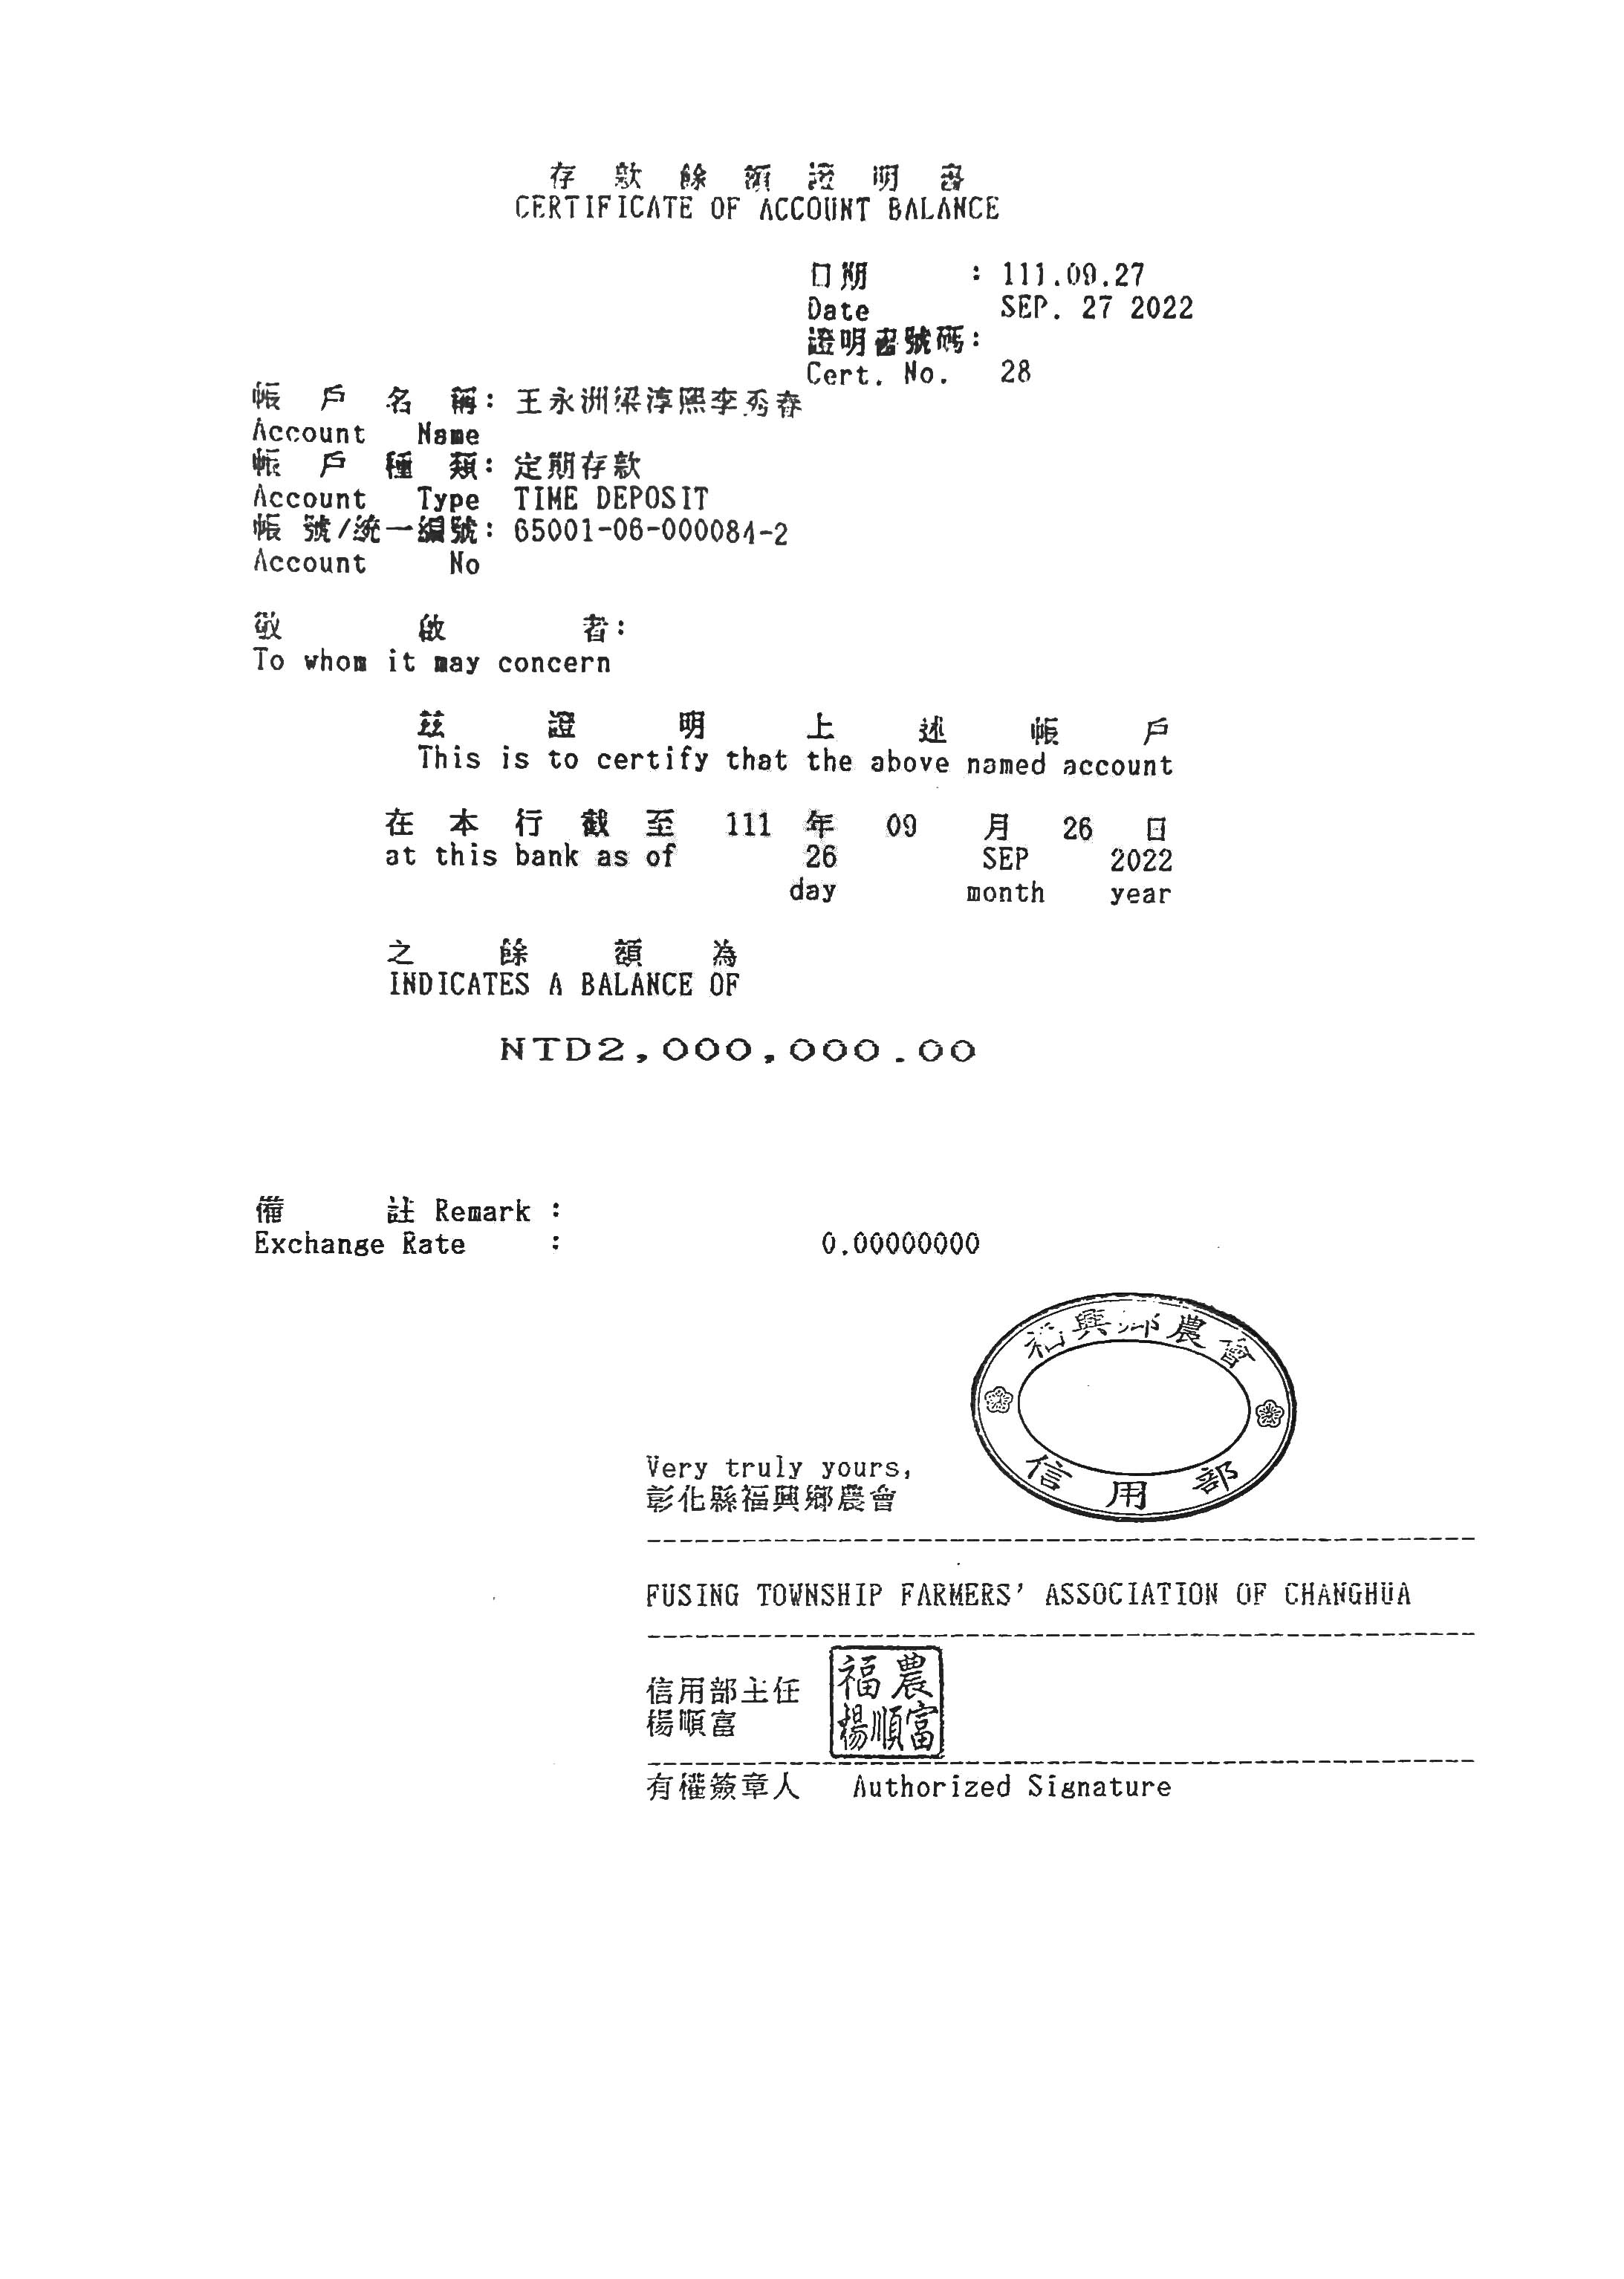 存款餘額證明書
CERTIFICATE OF ACCOUNT BALANCE
日期 : 111.09.27
Date SEP. 27 2022
證明書號碼:
Cert. No. 28
帳戶名稱: 王永洲梁淳熙李秀春
Account Name
帳戶種類: 定期存款
Account Type TIME DEPOSIT
帳號/統一編號: 65001-06-000084-2
Account No
敬啟者:
To whom it may concern
茲證明上述帳戶
This is to certify that the above named account
在本行截至 111 年 09 月 26 日
at this bank as of 26 SEP 2022
day month year
之餘額為
INDICATES A BALANCE OF
NTD2,000,000.00
備註 Remark :
Exchange Rate : 0.00000000
福興鄉農會
信用部
Very truly yours,
彰化縣福興鄉農會
FUSING TOWNSHIP FARMERS' ASSOCIATION OF CHANGHUA
信用部主任
楊順富
福農
楊順富
有權簽章人 Authorized Signature